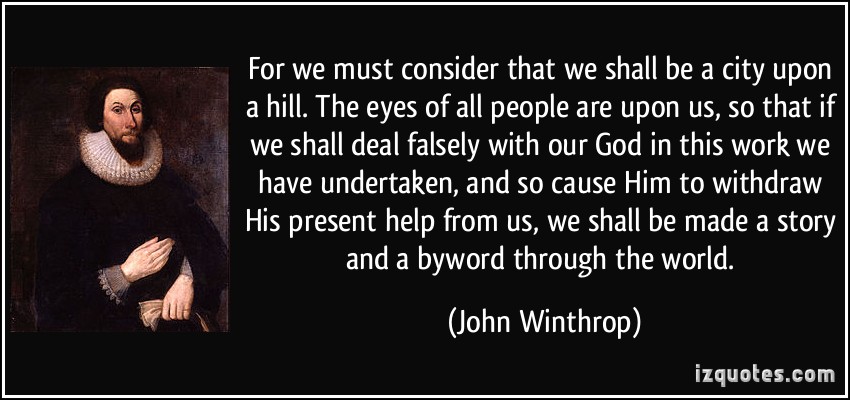 For we must consider that we shall be a city upon
a hill. The eyes of all people are upon us, so that if
we shall deal falsely with our God in this work we
have undertaken, and so cause Him to withdraw
His present help from us, we shall be made a story
and a byword through the world.
(John Winthrop)
izquotes.com